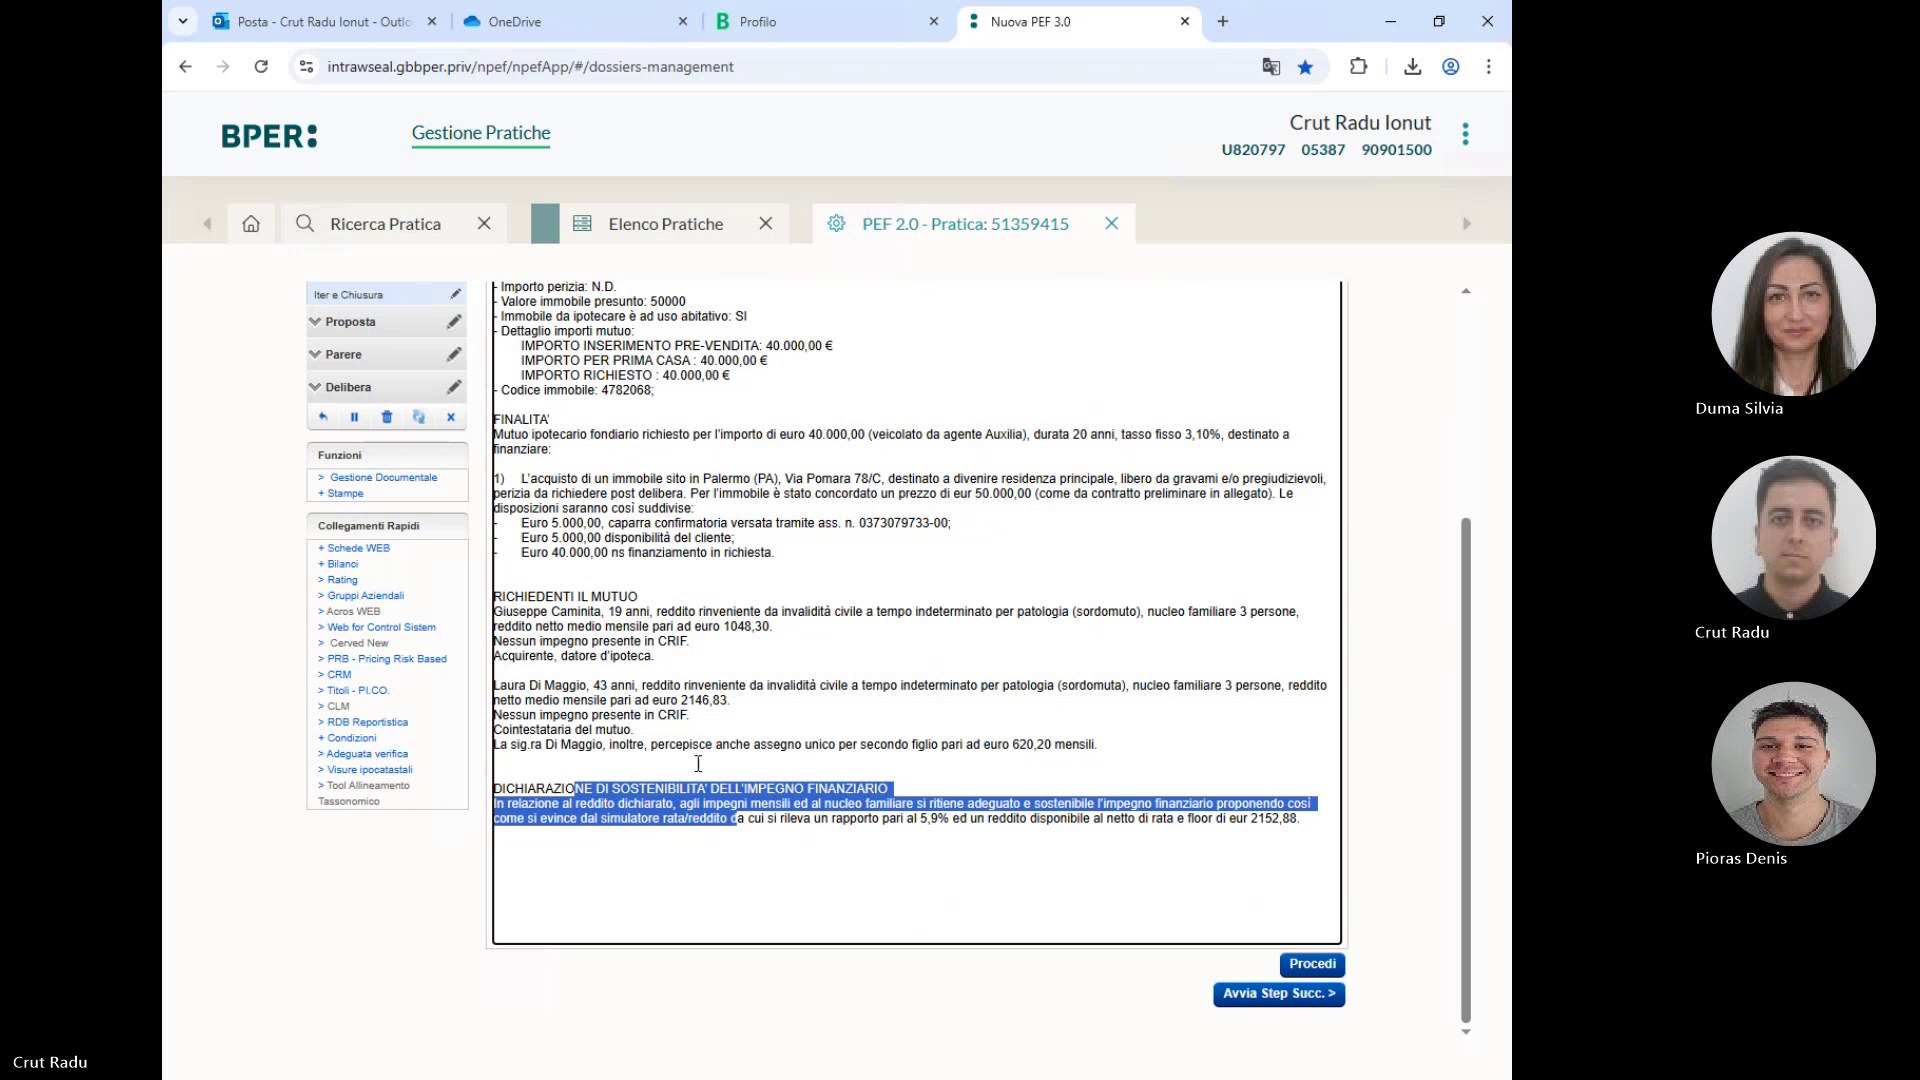 Posta - Crut Radu Ionut - Outlo
OneDrive
Profilo
Nuova PEF 3.0
intrawseal.gbbper.priv/npef/npefApp/#/dossiers-management
BPER:
Gestione Pratiche
Crut Radu Ionut
U820797 05387 90901500
Ricerca Pratica
Elenco Pratiche
PEF 2.0 - Pratica: 51359415
Iter e Chiusura
Proposta
Parere
Delibera
Funzioni
> Gestione Documentale
+ Stampe
Collegamenti Rapidi
+ Schede WEB
+ Bilanci
> Rating
> Gruppi Aziendali
> Acros WEB
> Web for Control Sistem
> Cerved New
> PRB - Pricing Risk Based
> CRM
> Titoli - PI.CO.
> CLM
> RDB Reportistica
+ Condizioni
> Adeguata verifica
> Visure ipocatastali
> Tool Allineamento
Tassonomico
- Importo perizia: N.D.
- Valore immobile presunto: 50000
- Immobile da ipotecare è ad uso abitativo: SI
- Dettaglio importi mutuo:
IMPORTO INSERIMENTO PRE-VENDITA: 40.000,00 €
IMPORTO PER PRIMA CASA : 40.000,00 €
IMPORTO RICHIESTO : 40.000,00 €
- Codice immobile: 4782068;
FINALITA'
Mutuo ipotecario fondiario richiesto per l'importo di euro 40.000,00 (veicolato da agente Auxilia), durata 20 anni, tasso fisso 3,10%, destinato a
finanziare:
1) L'acquisto di un immobile sito in Palermo (PA), Via Pomara 78/C, destinato a divenire residenza principale, libero da gravami e/o pregiudizievoli,
perizia da richiedere post delibera. Per l'immobile è stato concordato un prezzo di eur 50.000,00 (come da contratto preliminare in allegato). Le
disposizioni saranno così suddivise:
- Euro 5.000,00, caparra confirmatoria versata tramite ass. n. 0373079733-00;
- Euro 5.000,00 disponibilità del cliente;
- Euro 40.000,00 ns finanziamento in richiesta.
RICHIEDENTI IL MUTUO
Giuseppe Caminita, 19 anni, reddito rinveniente da invalidità civile a tempo indeterminato per patologia (sordomuto), nucleo familiare 3 persone,
reddito netto medio mensile pari ad euro 1048,30.
Nessun impegno presente in CRIF.
Acquirente, datore d'ipoteca.
Laura Di Maggio, 43 anni, reddito rinveniente da invalidità civile a tempo indeterminato per patologia (sordomuta), nucleo familiare 3 persone, reddito
netto medio mensile pari ad euro 2146,83.
Nessun impegno presente in CRIF.
Cointestataria del mutuo.
La sig.ra Di Maggio, inoltre, percepisce anche assegno unico per secondo figlio pari ad euro 620,20 mensili.
DICHIARAZIONE DI SOSTENIBILITA' DELL'IMPEGNO FINANZIARIO
In relazione al reddito dichiarato, agli impegni mensili ed al nucleo familiare si ritiene adeguato e sostenibile l'impegno finanziario proponendo così
come si evince dal simulatore rata/reddito da cui si rileva un rapporto pari al 5,9% ed un reddito disponibile al netto di rata e floor di eur 2152,88.
Procedi
Avvia Step Succ. >
Duma Silvia
Crut Radu
Pioras Denis
Crut Radu